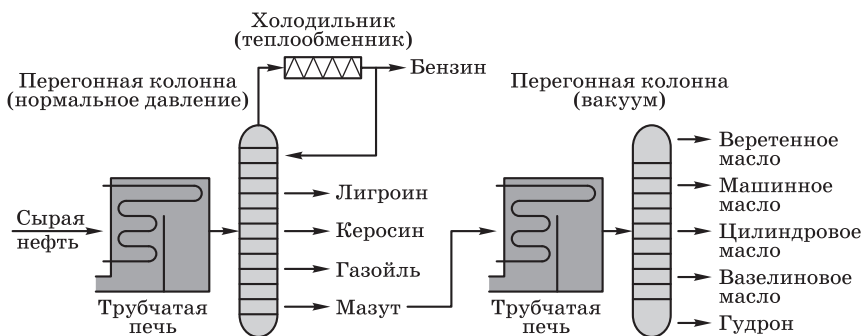 Холодильник
(теплообменник)
Бензин
Перегонная колонна
(нормальное давление)
Перегонная колонна
(вакуум)
Сырая
нефть
Трубчатая
печь
Лигроин
Керосин
Газойль
Мазут
Трубчатая
печь
Веретенное
масло
Машинное
масло
Цилиндровое
масло
Вазелиновое
масло
Гудрон